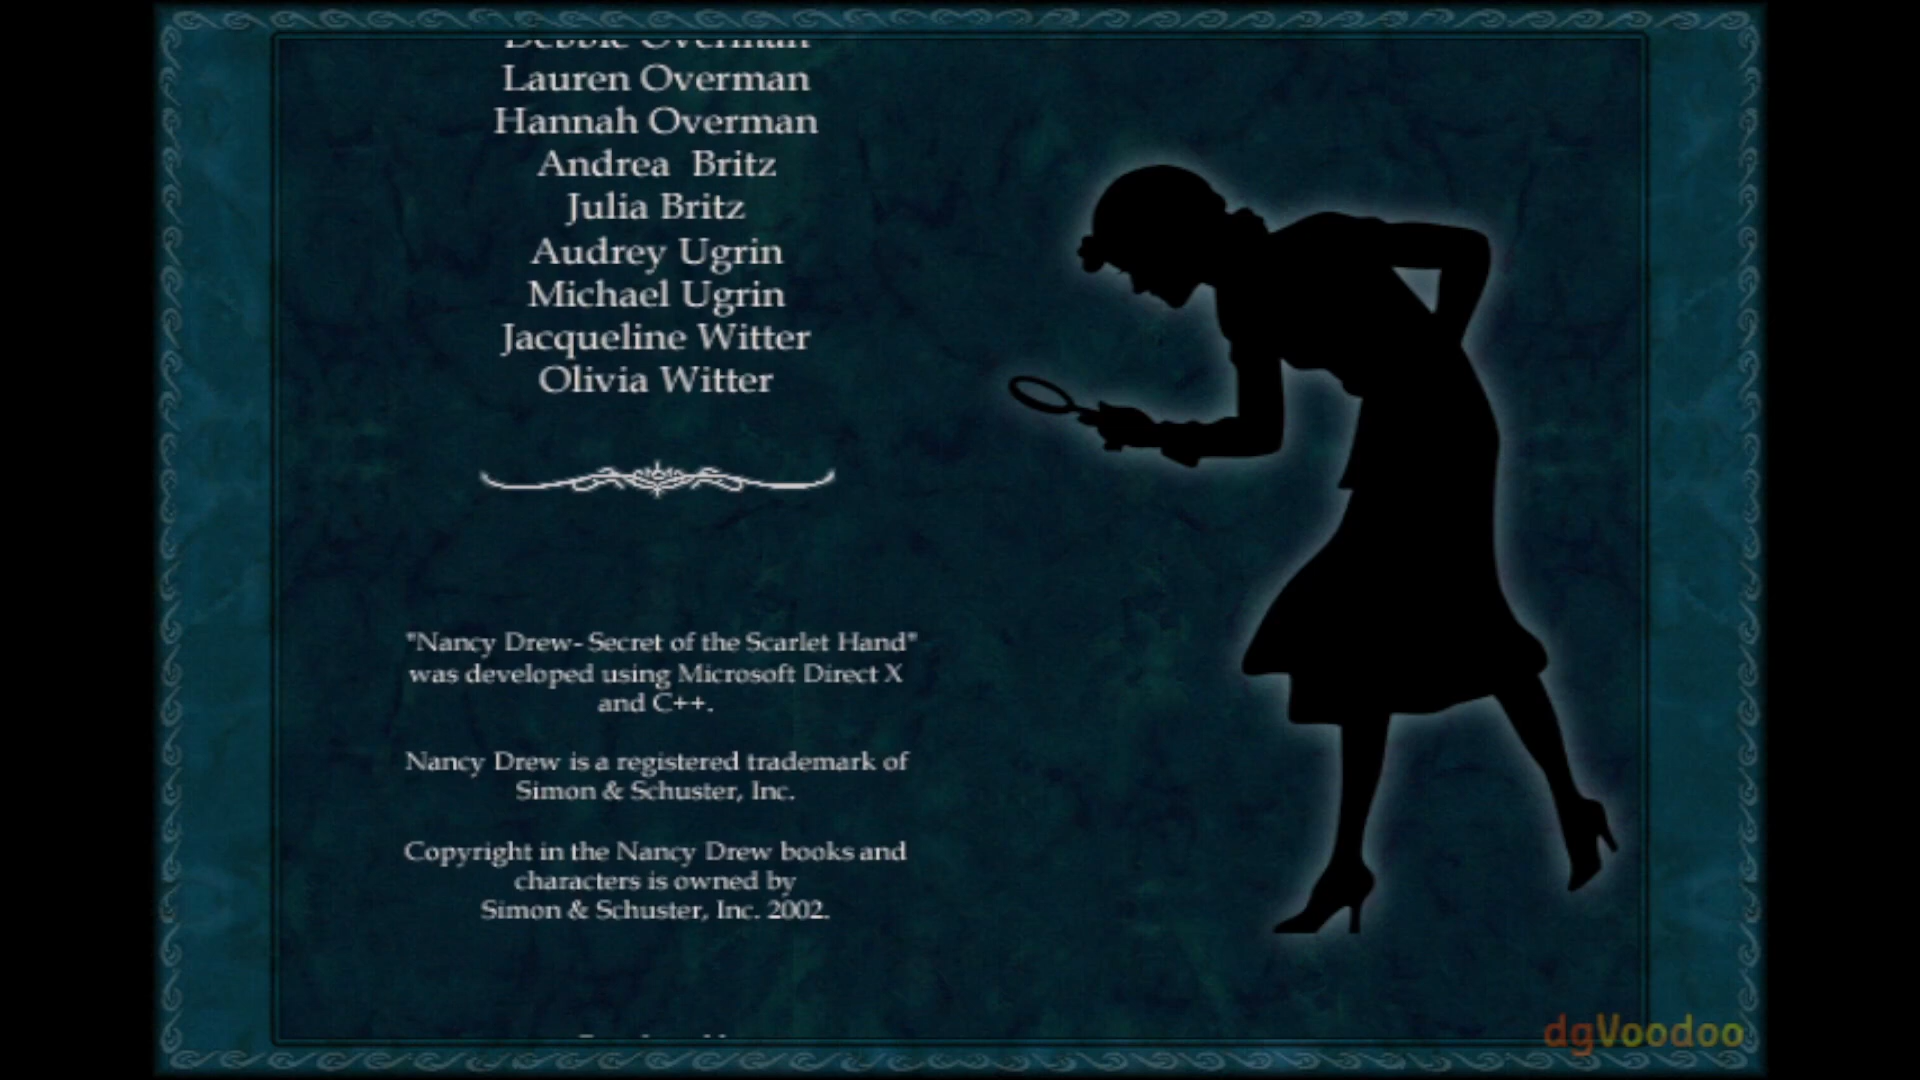 Debbie Overman
Lauren Overman
Hannah Overman
Andrea  Britz
Julia Britz
Audrey Ugrin
Michael Ugrin
Jacqueline Witter
Olivia Witter
"Nancy Drew- Secret of the Scarlet Hand"
was developed using Microsoft Direct X
and C++.
Nancy Drew is a registered trademark of
Simon & Schuster, Inc.
Copyright in the Nancy Drew books and
characters is owned by
Simon & Schuster, Inc. 2002.
dgVoodoo